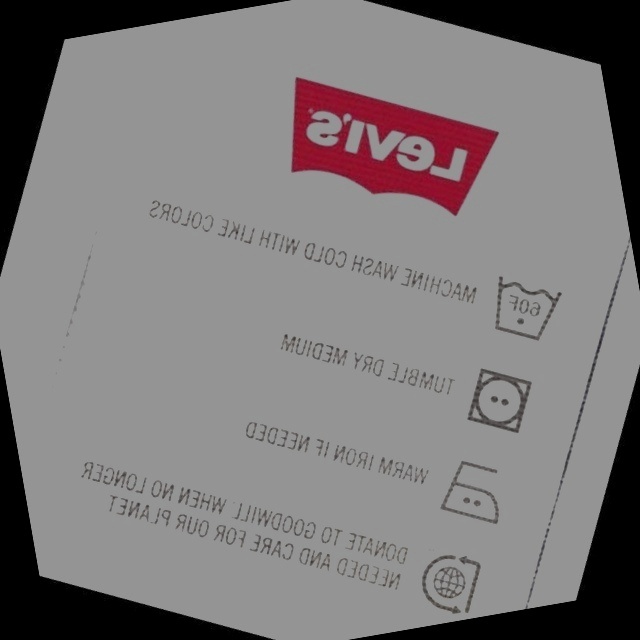 Levi's
MACHINE WASH COLD WITH LIKE COLORS
60F
TUMBLE DRY MEDIUM
WARM IRON IF NEEDED
DONATE TO GOODWILL WHEN NO LONGER
NEEDED AND CARE FOR OUR PLANET